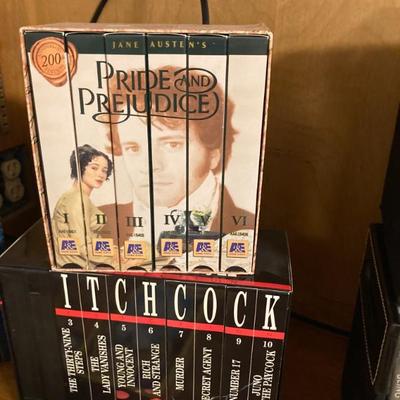 200
JANE AUSTEN'S
PRIDE AND
PREJUDICE
I II III IV V VI
A&E A&E A&E A&E A&E A&E
ITCHCOCK
3 4 5 6 7 8 9 10
THE THIRTY-NINE
STEPS
THE
LADY VANISHES
YOUNG AND
INNOCENT
RICH
AND STRANGE
MURDER
SECRET AGENT
NUMBER 17
JUNO
THE PAYCOCK